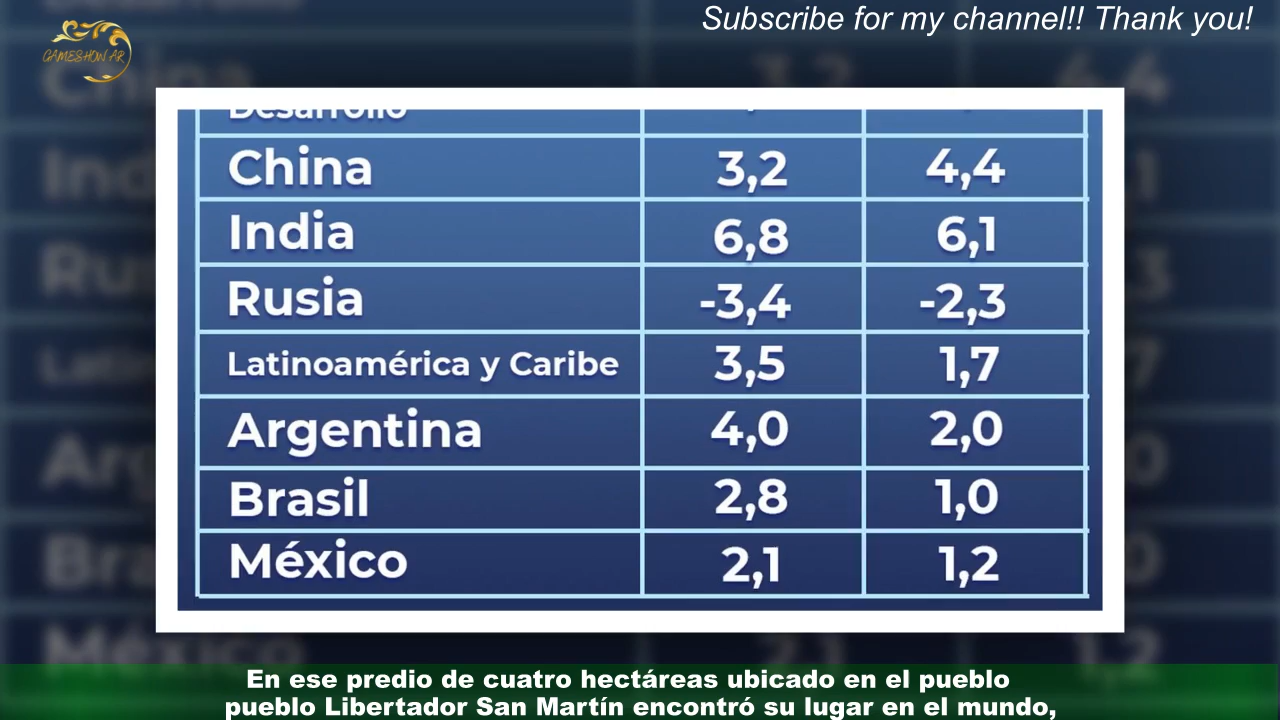 Subscribe for my channel!! Thank you!
GAMESHOW AR
Desarrollo
China 3,2 4,4
India 6,8 6,1
Rusia -3,4 -2,3
Latinoamérica y Caribe 3,5 1,7
Argentina 4,0 2,0
Brasil 2,8 1,0
México 2,1 1,2
En ese predio de cuatro hectáreas ubicado en el pueblo
pueblo Libertador San Martín encontró su lugar en el mundo,